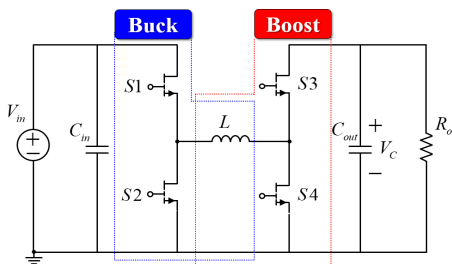 Buck
Boost
S1
S3
V_in
C_in
L
C_out
+
V_C
−
R_o
+
−
S2
S4